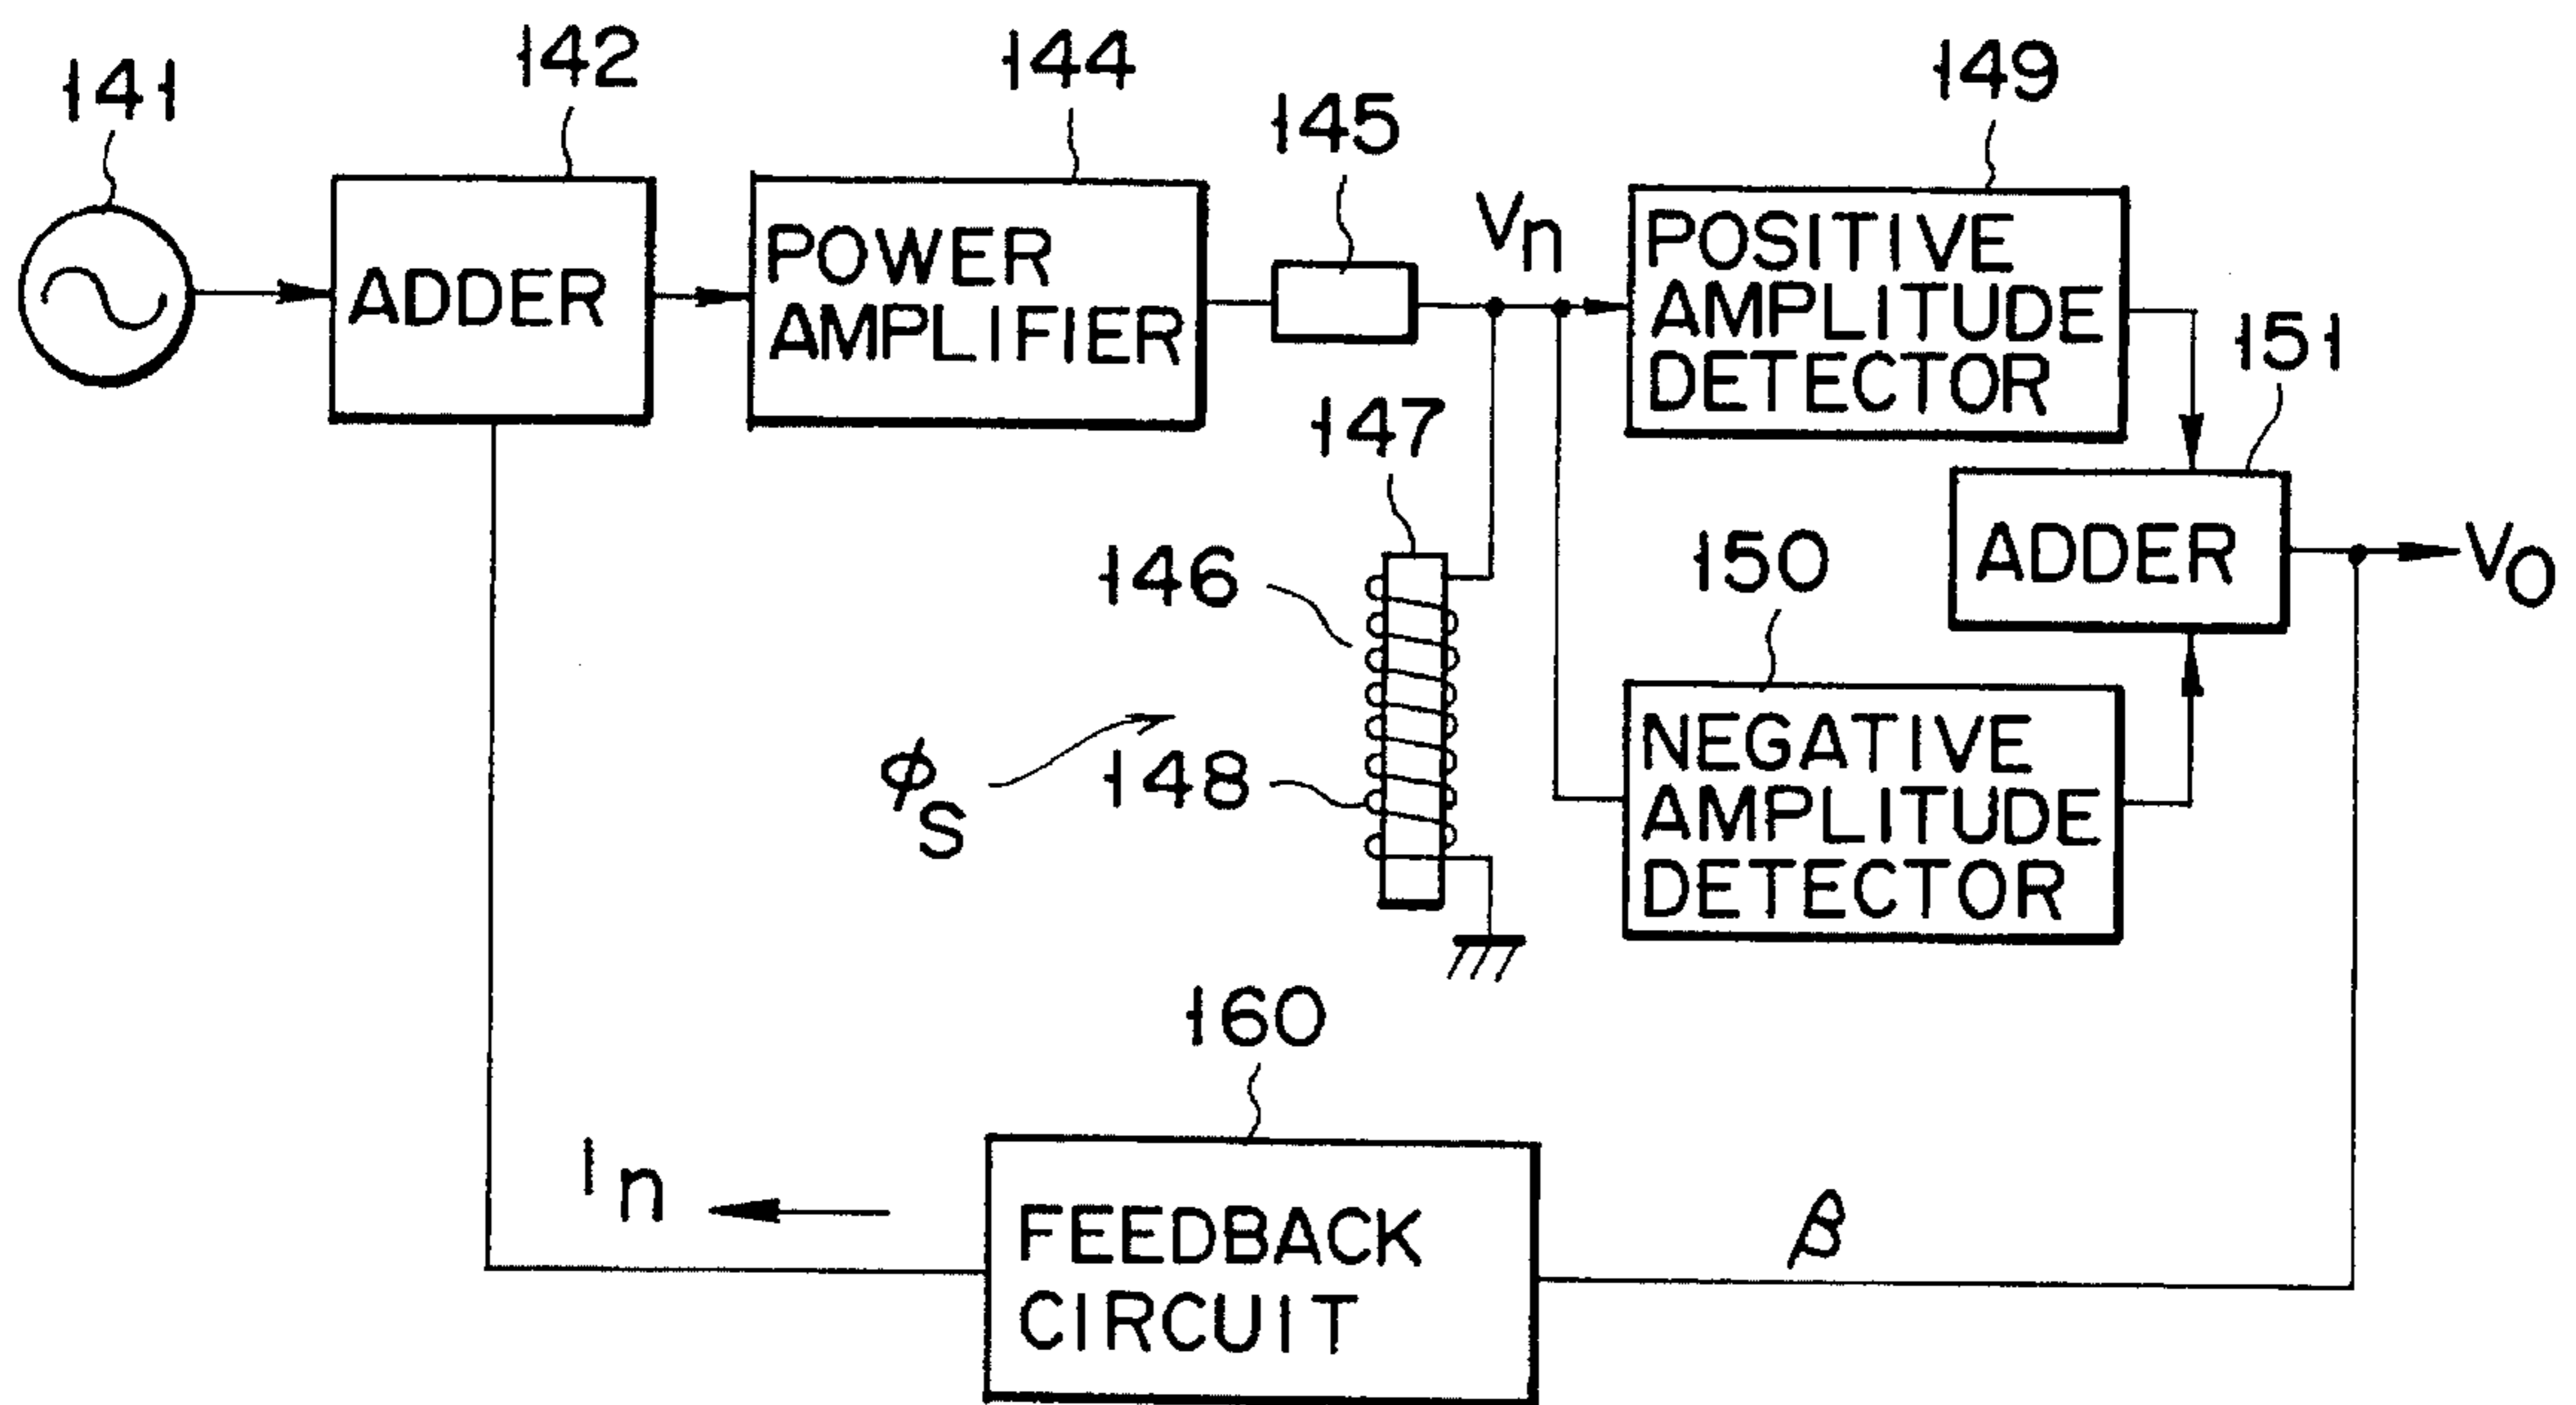 141
142
144
145
149
Vn
ADDER
POWER
AMPLIFIER
POSITIVE
AMPLITUDE
DETECTOR
151
147
146
150
ADDER
VO
ϕS
148
NEGATIVE
AMPLITUDE
DETECTOR
160
In
FEEDBACK
CIRCUIT
β